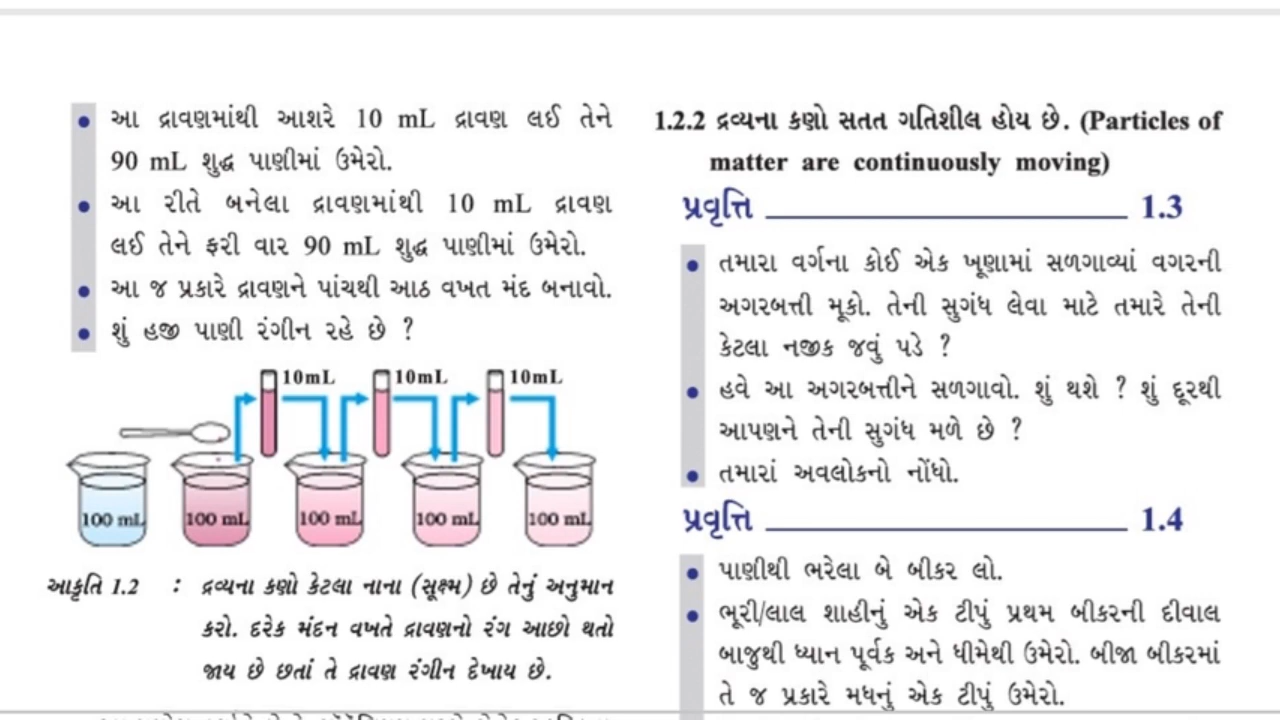 આ દ્રાવણમાંથી આશરે 10 mL દ્રાવણ લઈ તેને
90 mL શુદ્ધ પાણીમાં ઉમેરો.
આ રીતે બનેલા દ્રાવણમાંથી 10 mL દ્રાવણ
લઈ તેને ફરી વાર 90 mL શુદ્ધ પાણીમાં ઉમેરો.
આ જ પ્રકારે દ્રાવણને પાંચથી આઠ વખત મંદ બનાવો.
શું હજી પાણી રંગીન રહે છે ?
10mL 10mL 10mL
100 mL 100 mL 100 mL 100 mL 100 mL
આકૃતિ 1.2 : દ્રવ્યના કણો કેટલા નાના (સૂક્ષ્મ) છે તેનું અનુમાન
કરો. દરેક મંદન વખતે દ્રાવણનો રંગ આછો થતો
જાય છે છતાં તે દ્રાવણ રંગીન દેખાય છે.
1.2.2 દ્રવ્યના કણો સતત ગતિશીલ હોય છે. (Particles of
matter are continuously moving)
પ્રવૃત્તિ 1.3
તમારા વર્ગના કોઈ એક ખૂણામાં સળગાવ્યાં વગરની
અગરબત્તી મૂકો. તેની સુગંધ લેવા માટે તમારે તેની
કેટલા નજીક જવું પડે ?
હવે આ અગરબત્તીને સળગાવો. શું થશે ? શું દૂરથી
આપણને તેની સુગંધ મળે છે ?
તમારાં અવલોકનો નોંધો.
પ્રવૃત્તિ 1.4
પાણીથી ભરેલા બે બીકર લો.
ભૂરી/લાલ શાહીનું એક ટીપું પ્રથમ બીકરની દીવાલ
બાજુથી ધ્યાન પૂર્વક અને ધીમેથી ઉમેરો. બીજા બીકરમાં
તે જ પ્રકારે મધનું એક ટીપું ઉમેરો.